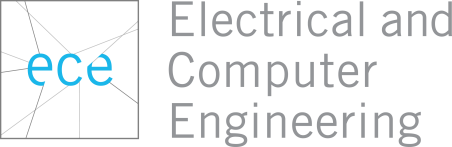 ece
Electrical and
Computer
Engineering